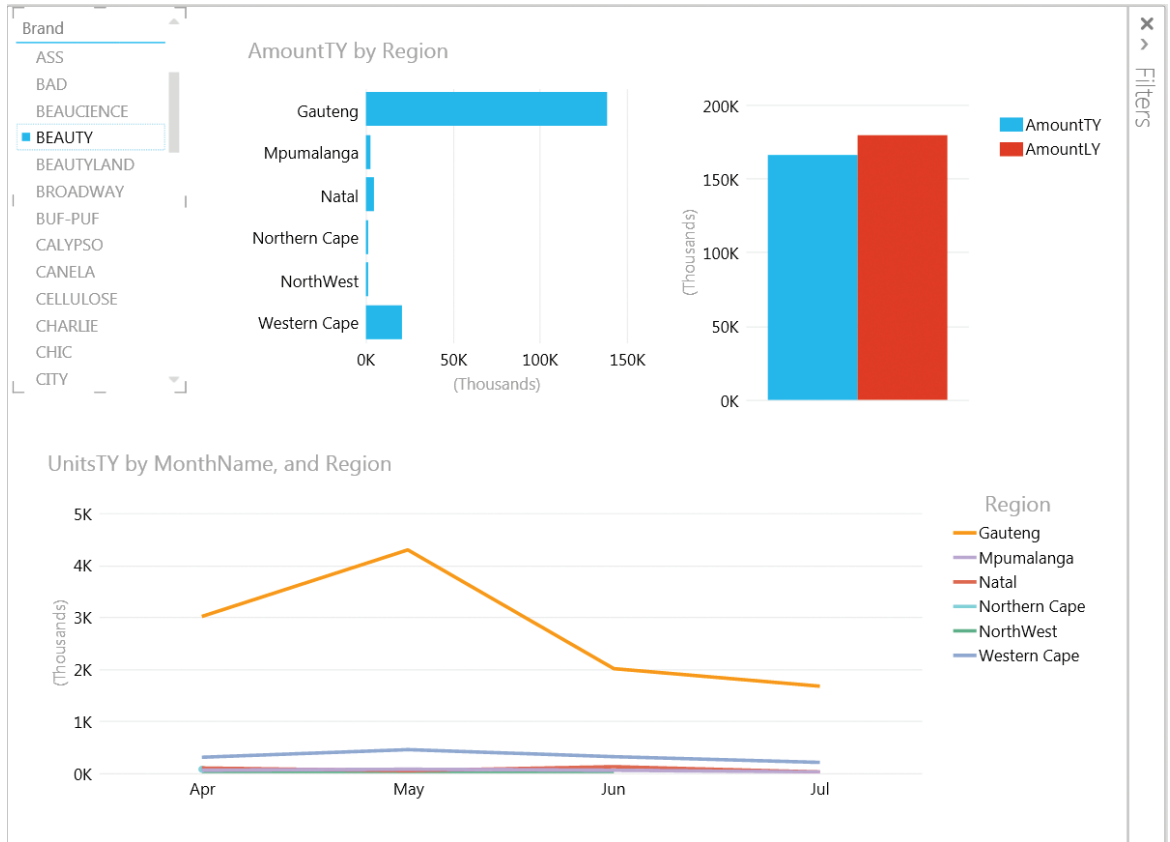 Brand
ASS
BAD
BEAUCIENCE
BEAUTY
BEAUTYLAND
BROADWAY
BUF-PUF
CALYPSO
CANELA
CELLULOSE
CHARLIE
CHIC
CITY
AmountTY by Region
Gauteng
Mpumalanga
Natal
Northern Cape
NorthWest
Western Cape
0K 50K 100K 150K
(Thousands)
200K
150K
100K
50K
0K
(Thousands)
AmountTY
AmountLY
Filters
UnitsTY by MonthName, and Region
5K
4K
3K
2K
1K
0K
(Thousands)
Apr May Jun Jul
Region
Gauteng
Mpumalanga
Natal
Northern Cape
NorthWest
Western Cape